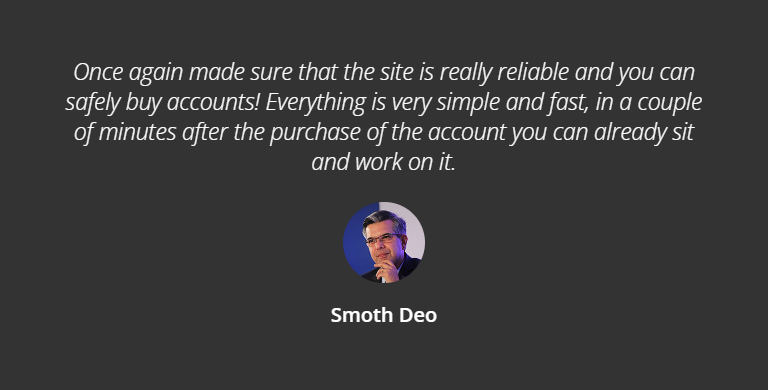 Once again made sure that the site is really reliable and you can
safely buy accounts! Everything is very simple and fast, in a couple
of minutes after the purchase of the account you can already sit
and work on it.
Smoth Deo